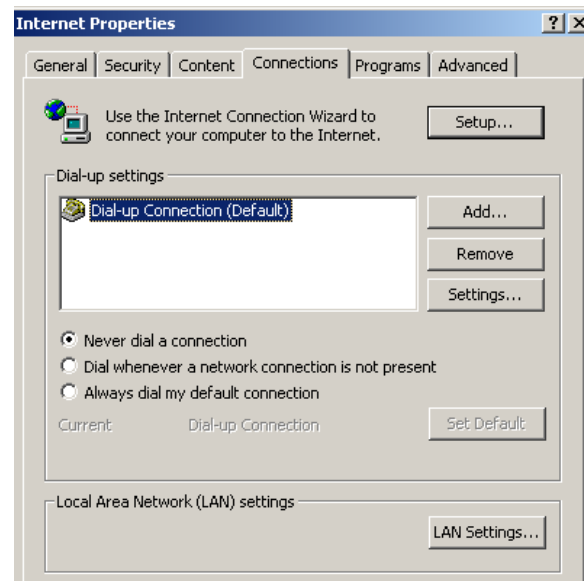 Internet Properties
General Security Content Connections Programs Advanced
Use the Internet Connection Wizard to
connect your computer to the Internet.
Setup...
Dial-up settings
Dial-up Connection (Default)
Add...
Remove
Settings...
Never dial a connection
Dial whenever a network connection is not present
Always dial my default connection
Current Dial-up Connection Set Default
Local Area Network (LAN) settings
LAN Settings...